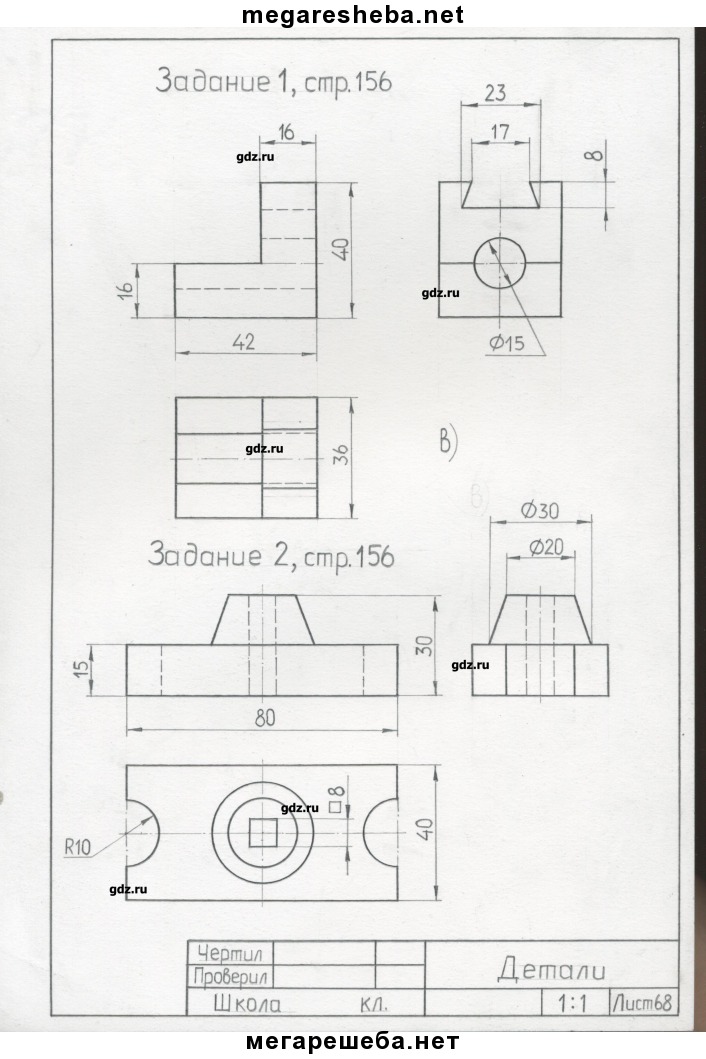 megaresheba.net
Задание 1, стр.156
23
16
17
8
gdz.ru
40
16
gdz.ru
42
Ø15
36
gdz.ru
в)
в)
Ø30
Ø20
Задание 2, стр.156
15
30
gdz.ru
80
□8
gdz.ru
40
R10
gdz.ru
Чертил
Проверил
Детали
Школа кл.
1:1
Лист68
мегарешеба.нет